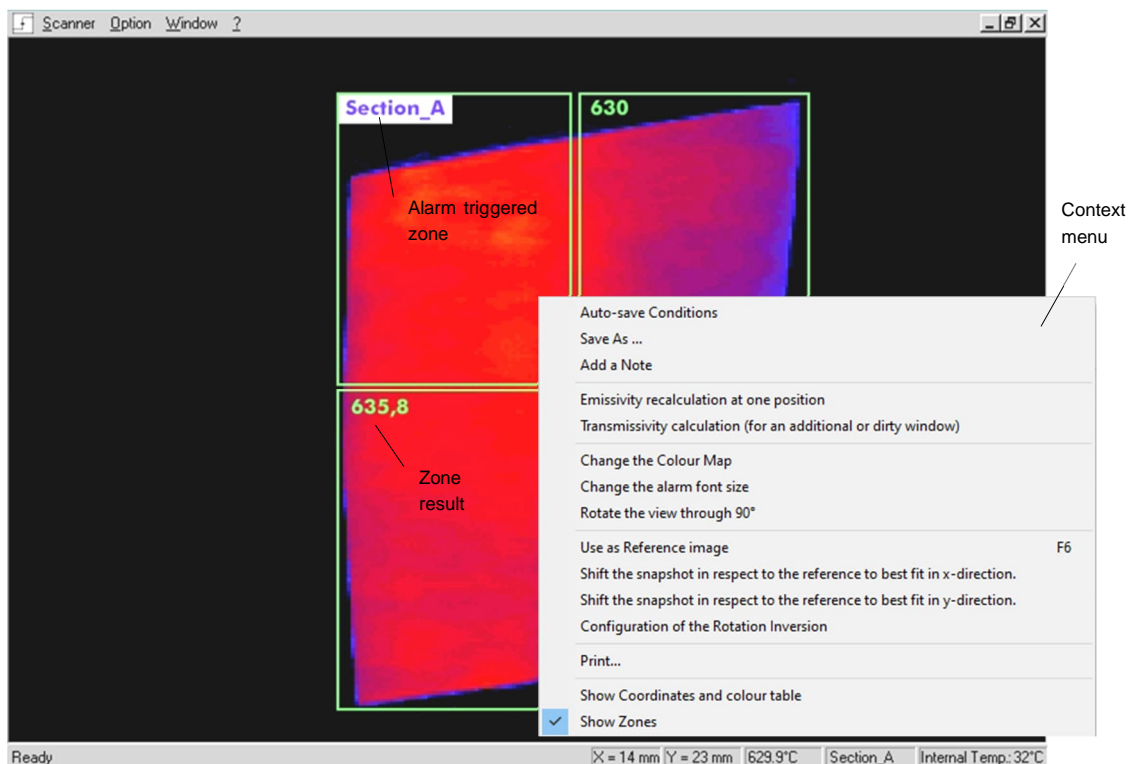 Scanner Option Window ?
Section_A
630
Alarm triggered
zone
Context
menu
635,8
Zone
result
Auto-save Conditions
Save As ...
Add a Note
Emissivity recalculation at one position
Transmissivity calculation (for an additional or dirty window)
Change the Colour Map
Change the alarm font size
Rotate the view through 90°
Use as Reference image F6
Shift the snapshot in respect to the reference to best fit in x-direction.
Shift the snapshot in respect to the reference to best fit in y-direction.
Configuration of the Rotation Inversion
Print...
Show Coordinates and colour table
Show Zones
Ready X = 14 mm Y = 23 mm 629.9°C Section_A Internal Temp.: 32°C